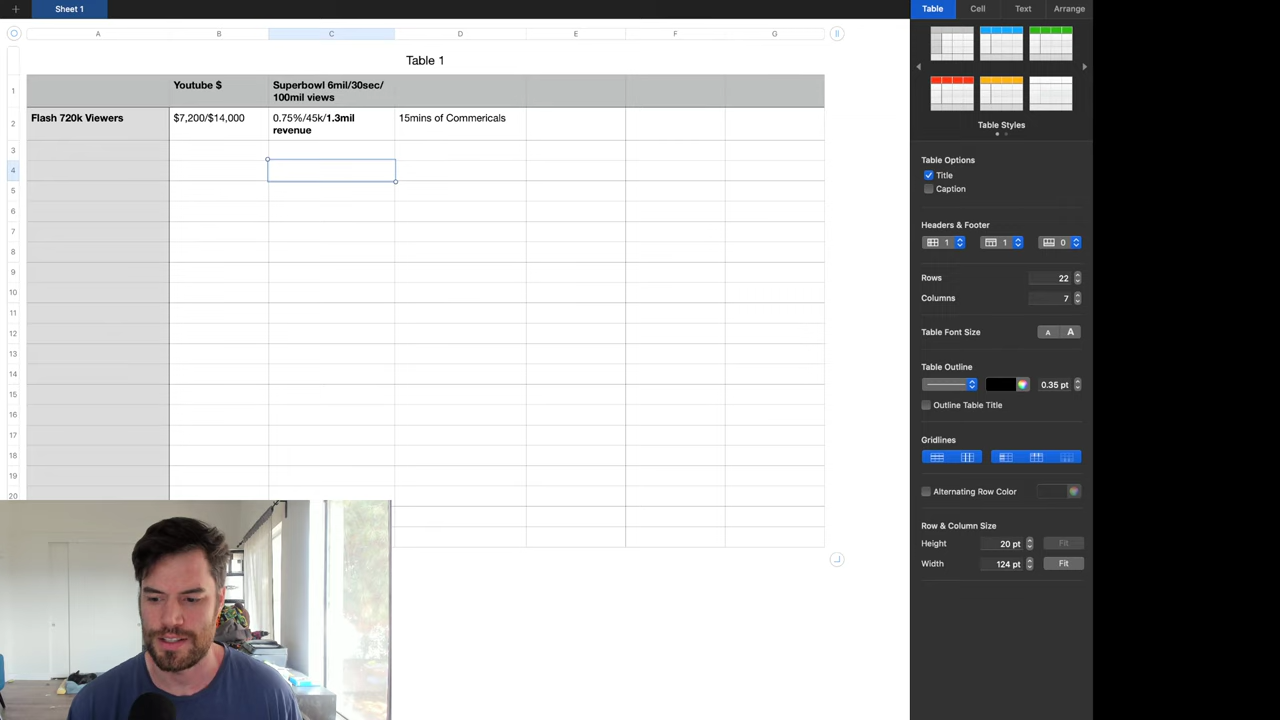 Sheet 1
Table
Cell
Text
Arrange
A
B
C
D
E
F
G
Table 1
1
Youtube $
Superbowl 6mil/30sec/
100mil views
2
Flash 720k Viewers
$7,200/$14,000
0.75%/45k/1.3mil
revenue
15mins of Commericals
3
4
5
6
7
8
9
10
11
12
13
14
15
16
17
18
19
20
Table Styles
Table Options
Title
Caption
Headers & Footer
1
1
0
Rows
22
Columns
7
Table Font Size
A
A
Table Outline
0.35 pt
Outline Table Title
Gridlines
Alternating Row Color
Row & Column Size
Height
20 pt
Fit
Width
124 pt
Fit